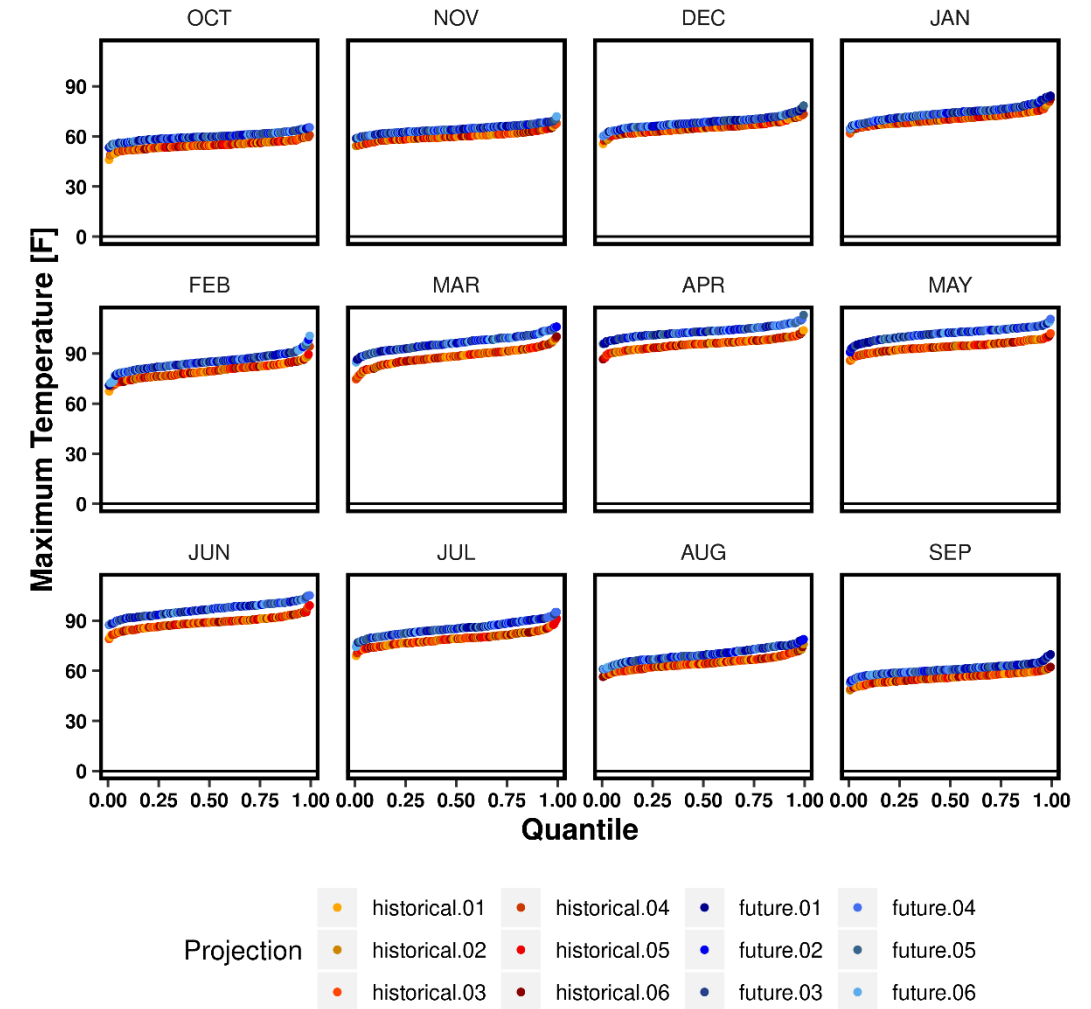 OCT NOV DEC JAN
90
60
30
0
FEB MAR APR MAY
90
60
30
0
Maximum Temperature [F]
JUN JUL AUG SEP
90
60
30
0
0.00 0.25 0.50 0.75 1.00 0.00 0.25 0.50 0.75 1.00 0.00 0.25 0.50 0.75 1.00 0.00 0.25 0.50 0.75 1.00
Quantile
Projection
historical.01 historical.04 future.01 future.04
historical.02 historical.05 future.02 future.05
historical.03 historical.06 future.03 future.06